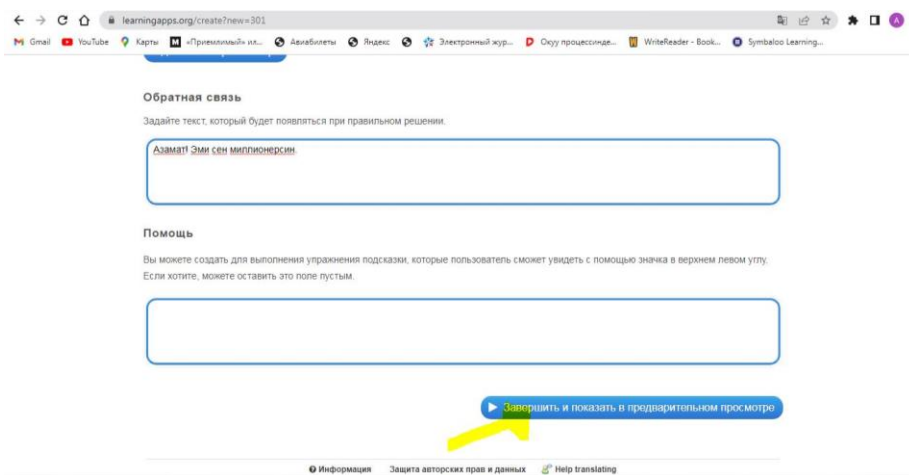 learningapps.org/create?new=301
Gmail YouTube Карты «Приемлимый» ил... Авиабилеты Яндекс Электронный жур... Окуу процессинде... WriteReader - Book... Symbaloo Learning...
Обратная связь
Задайте текст, который будет появляться при правильном решении.
Азамат! Эми сен миллионерсин.
Помощь
Вы можете создать для выполнения упражнения подсказки, которые пользователь сможет увидеть с помощью значка в верхнем левом углу.
Если хотите, можете оставить это поле пустым.
Завершить и показать в предварительном просмотре
Информация Защита авторских прав и данных Help translating